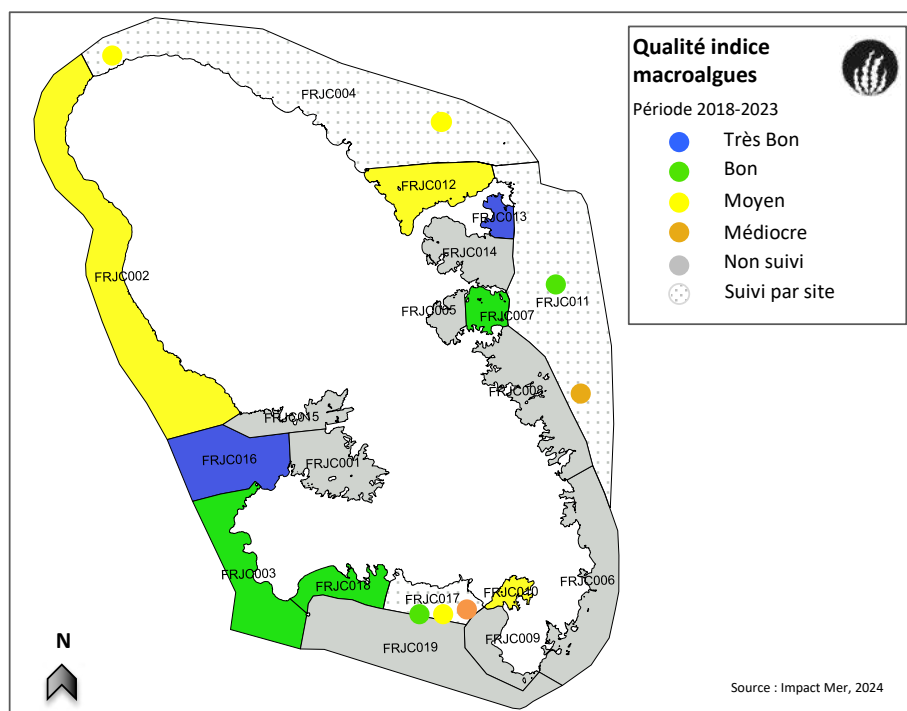 Qualité indice
macroalgues
Période 2018-2023
Très Bon
Bon
Moyen
Médiocre
Non suivi
Suivi par site
FRJC004
FRJC012
FRJC013
FRJC014
FRJC002
FRJC011
FRJC005
FRJC007
FRJC008
FRJC015
FRJC016
FRJC001
FRJC003
FRJC018
FRJC017
FRJC010
FRJC006
FRJC009
FRJC019
N
Source : Impact Mer, 2024